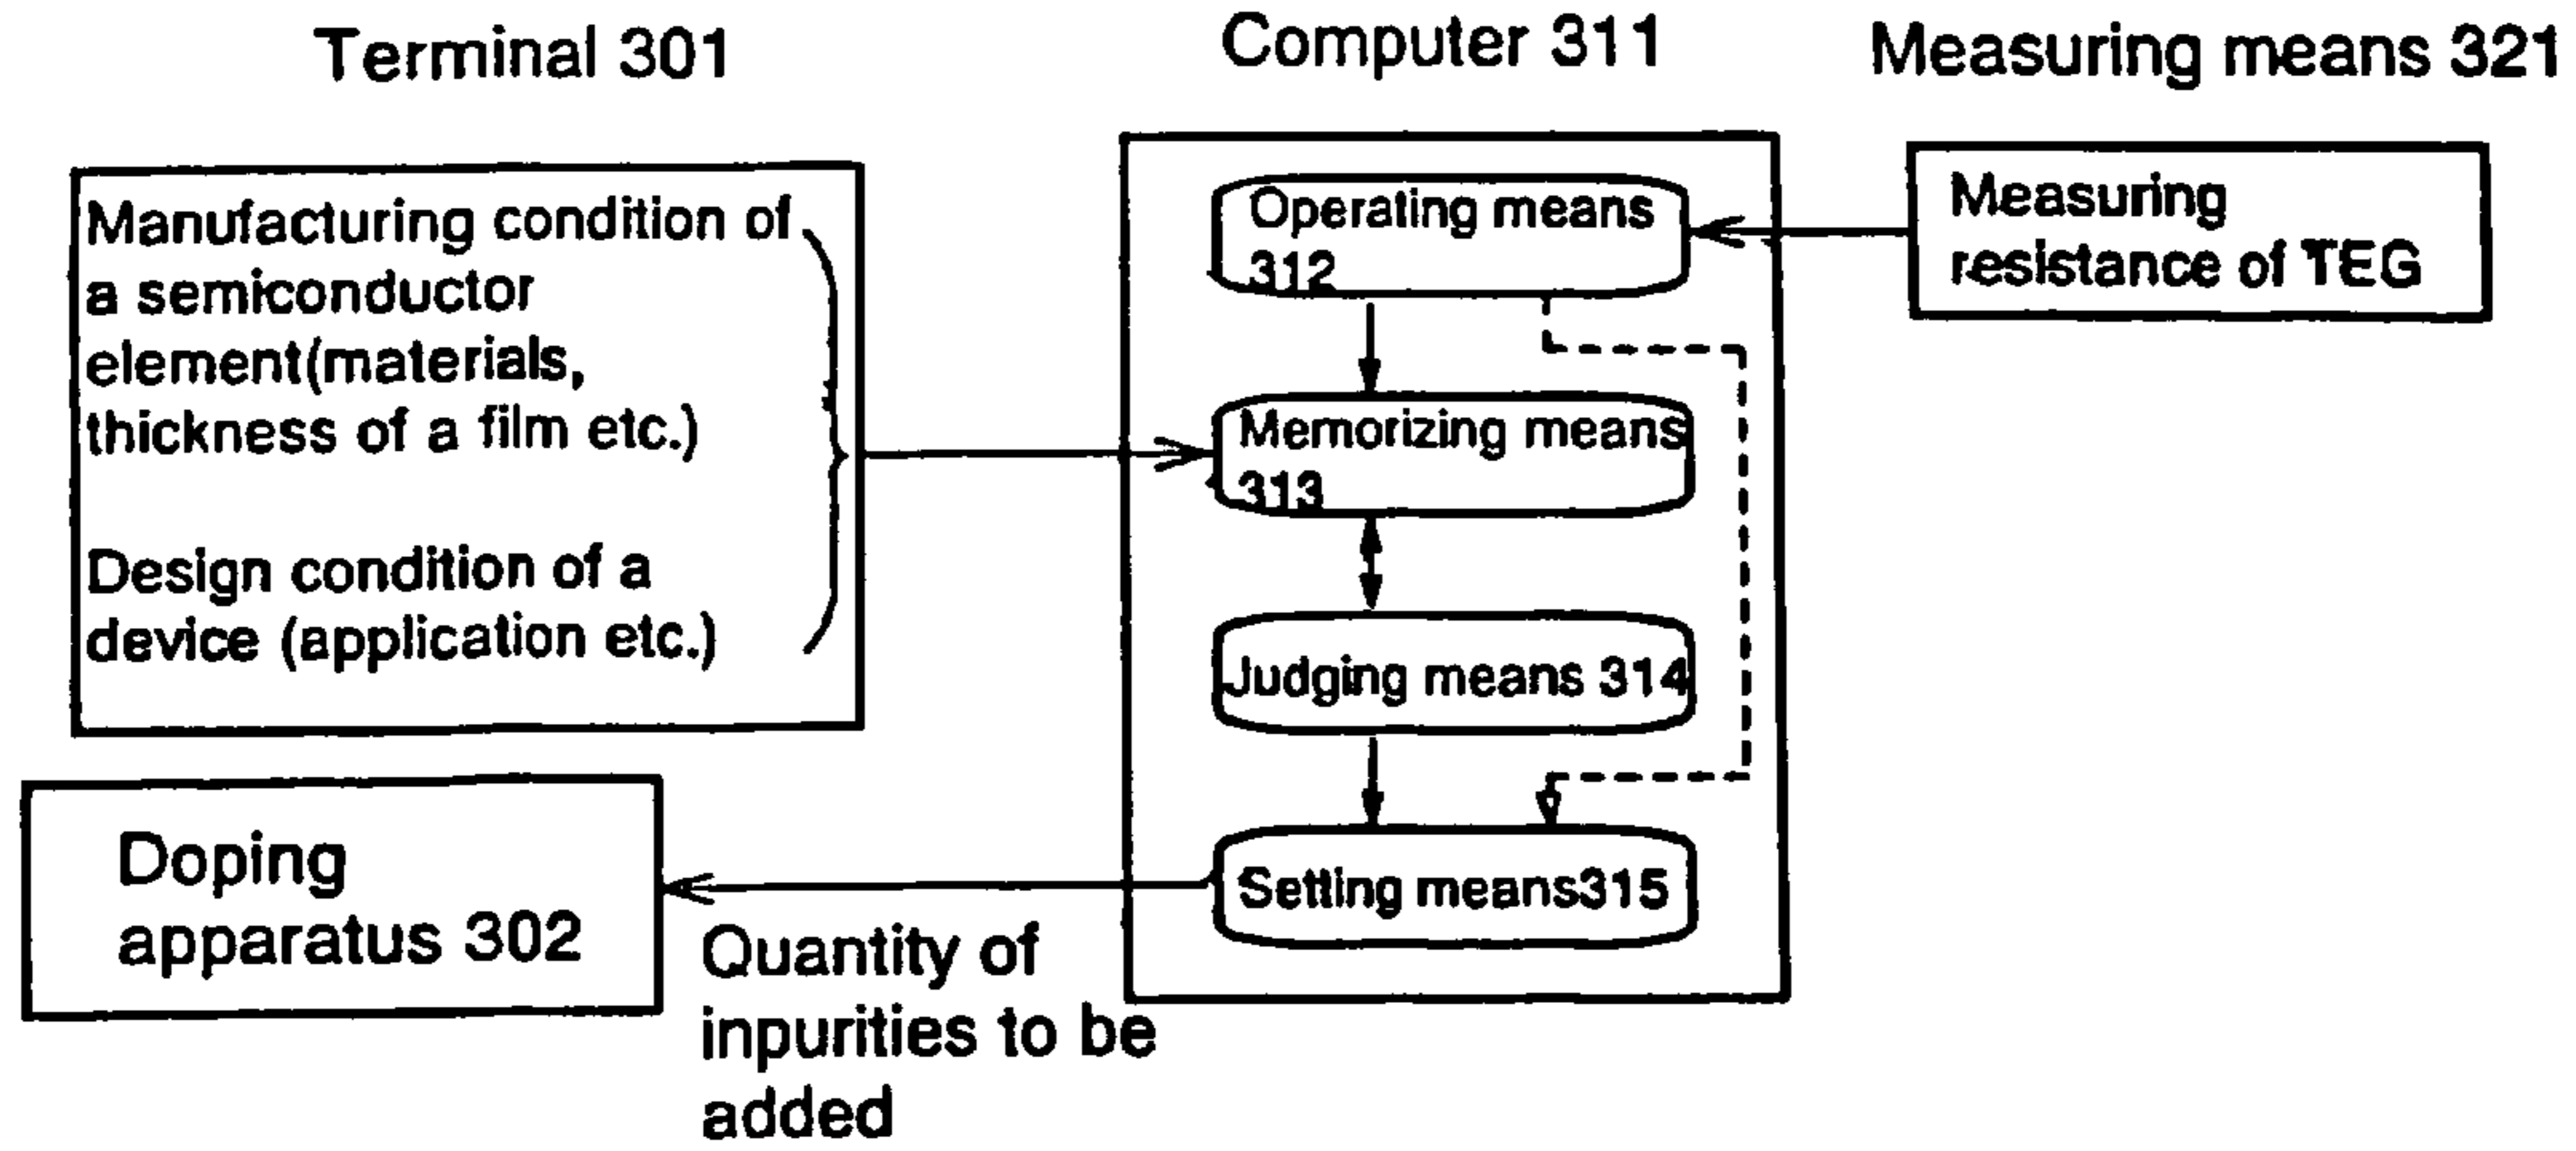 Terminal 301
Manufacturing condition of
a semiconductor
element(materials,
thickness of a film etc.)
Design condition of a
device (application etc.)
Doping
apparatus 302
Quantity of
inpurities to be
added
Computer 311
Operating means
312
Memorizing means
313
Judging means 314
Setting means315
Measuring means 321
Measuring
resistance of TEG